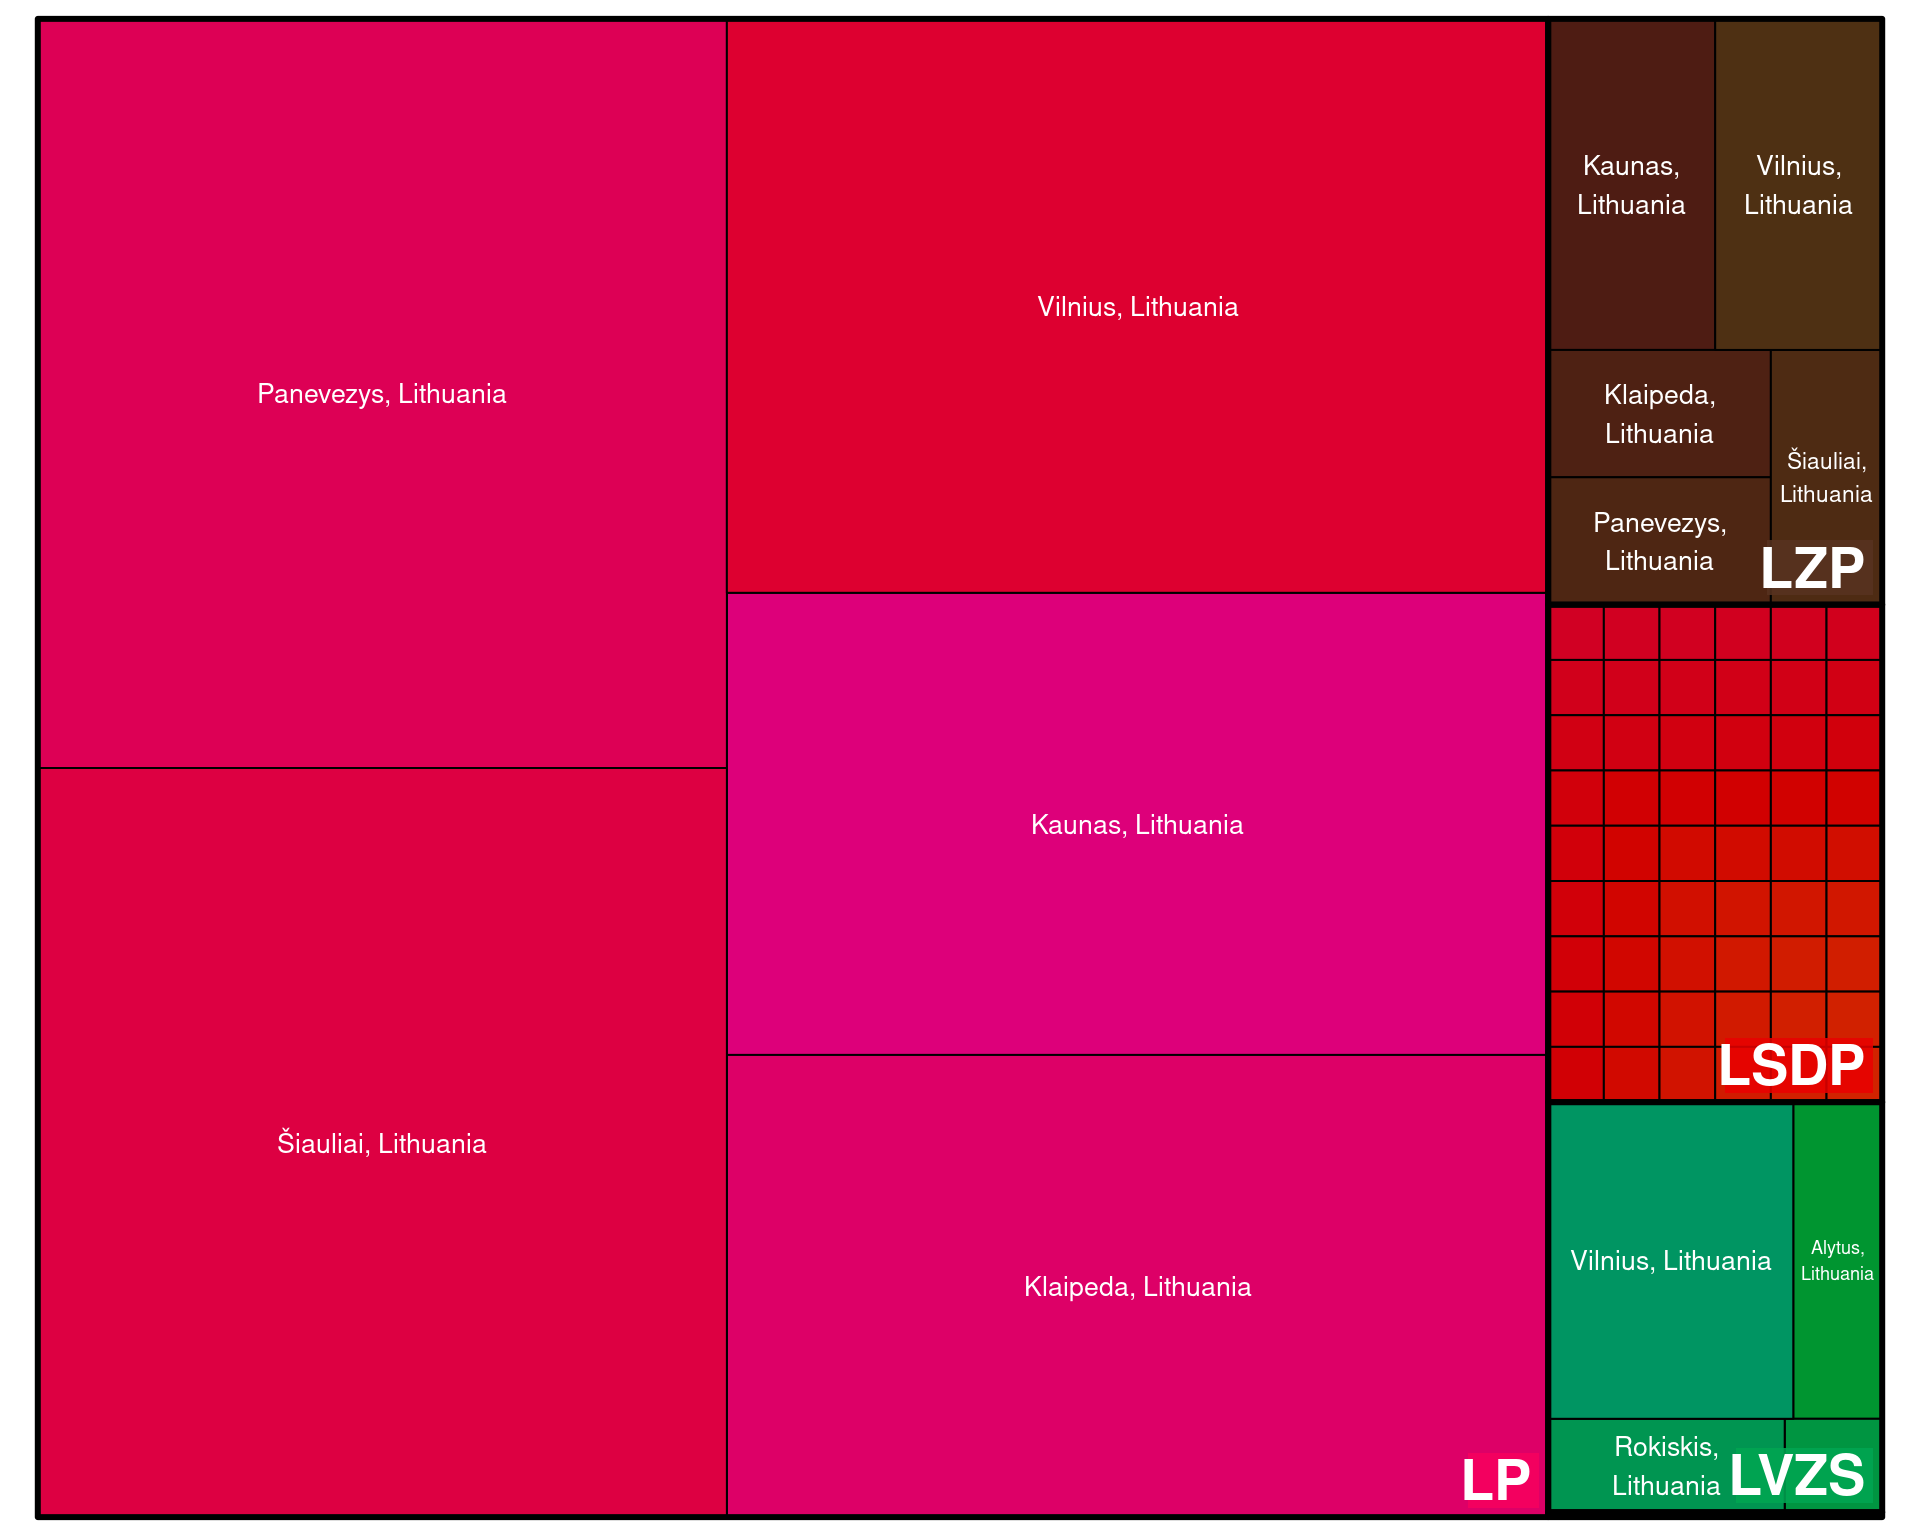 Panevezys, Lithuania
Šiauliai, Lithuania
Vilnius, Lithuania
Kaunas, Lithuania
Klaipeda, Lithuania
LP
Kaunas,
Lithuania
Vilnius,
Lithuania
Klaipeda,
Lithuania
Panevezys,
Lithuania
Šiauliai,
Lithuania
LZP
LSDP
Vilnius, Lithuania
Alytus,
Lithuania
Rokiskis,
Lithuania
LVZS